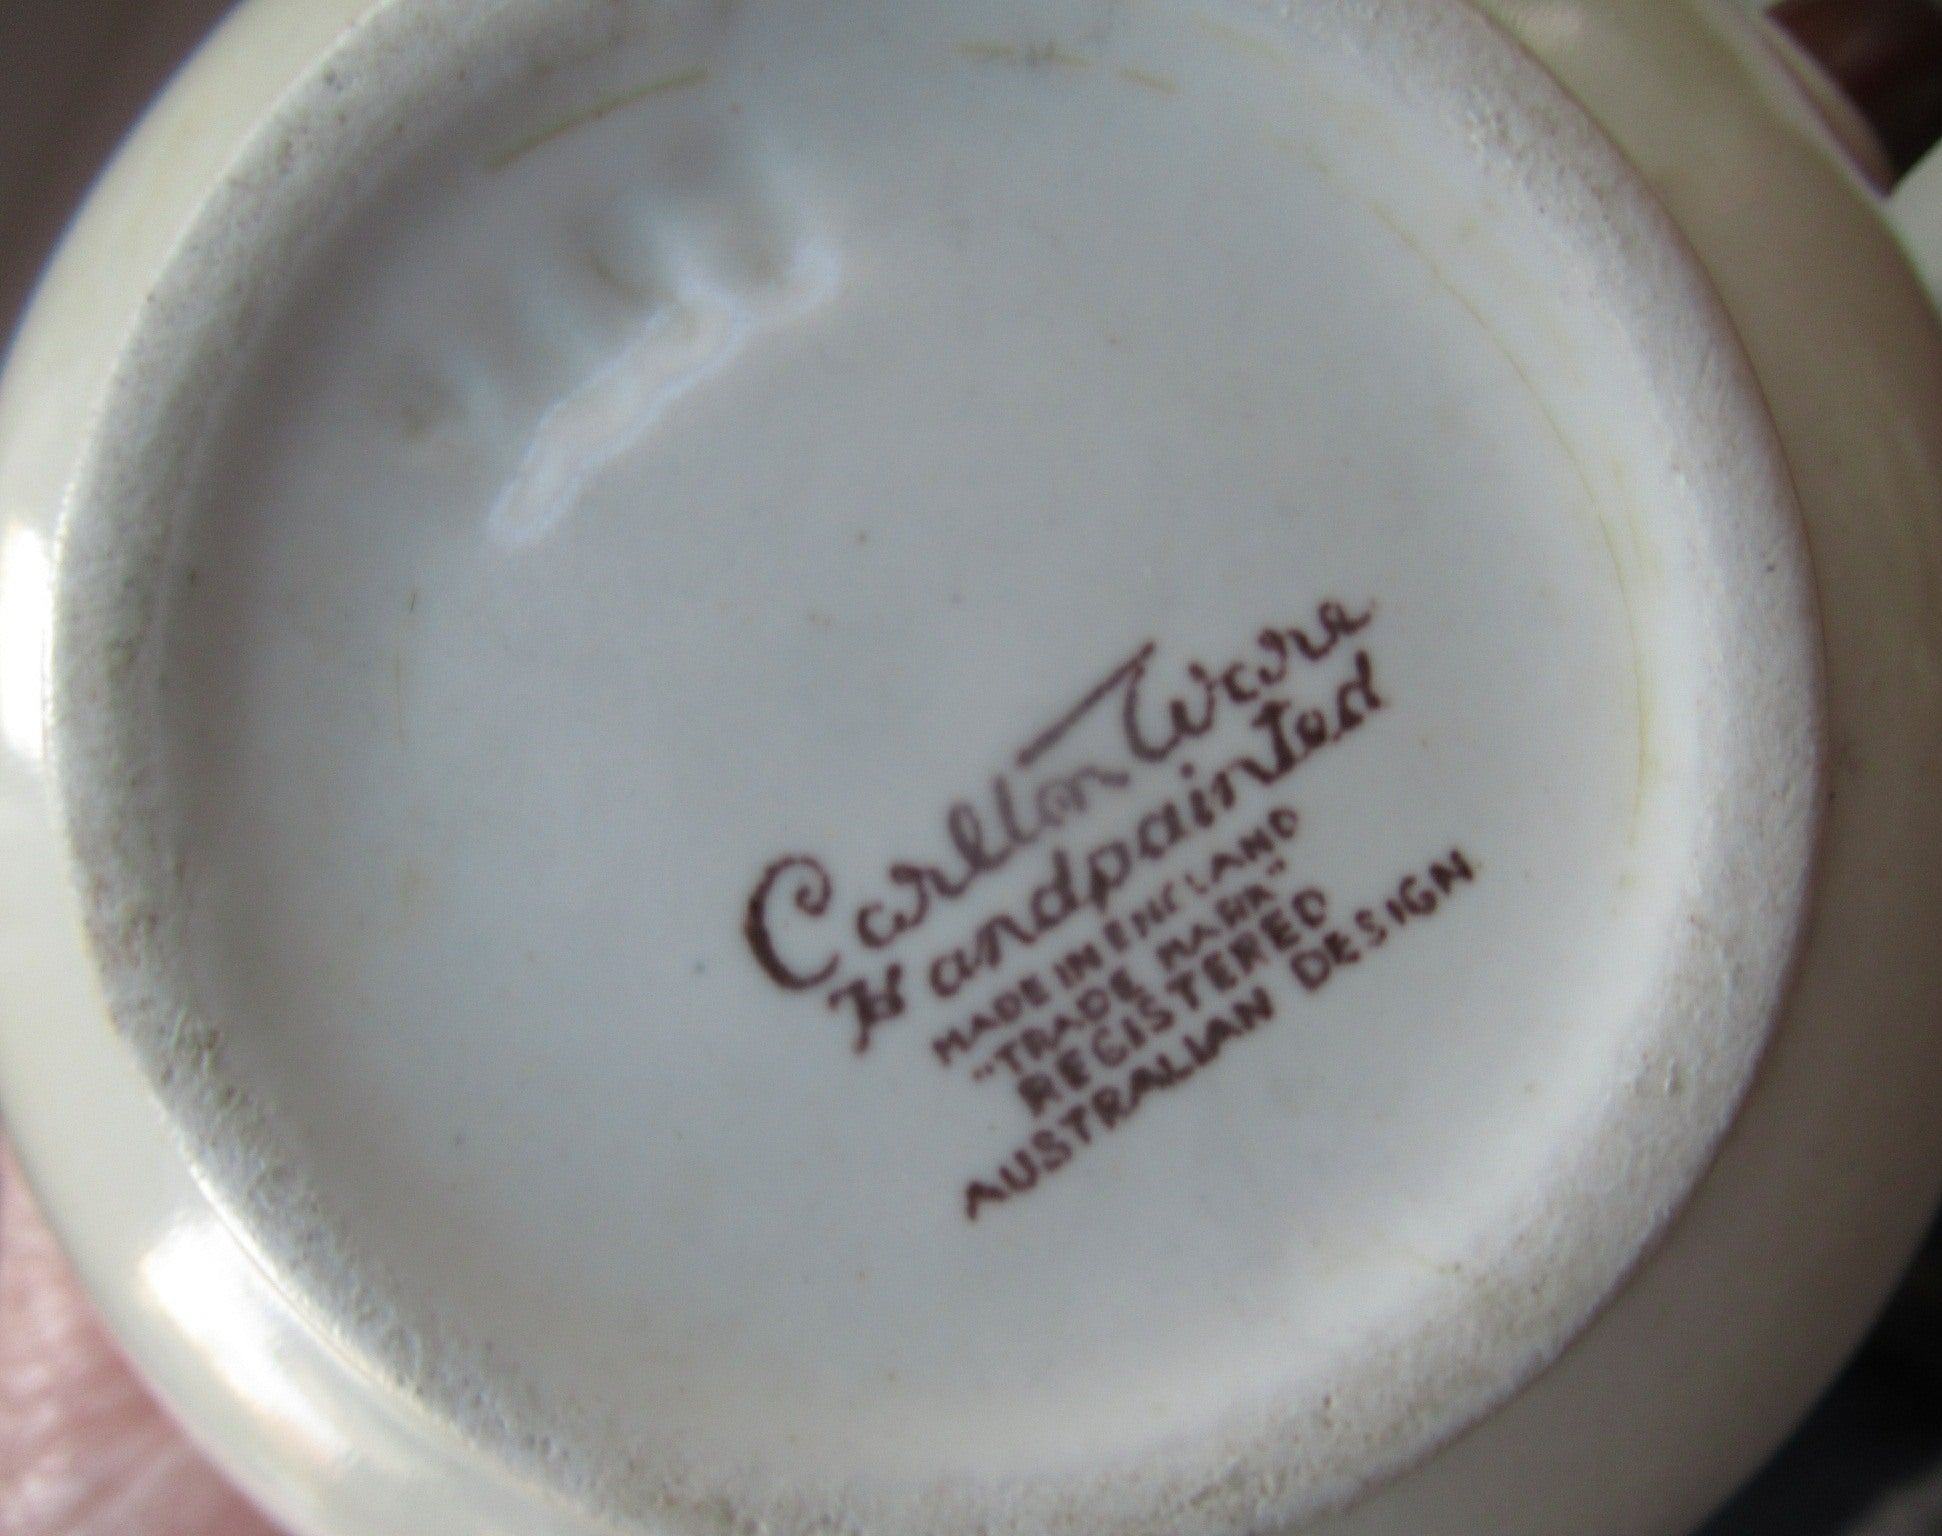 Carlton Ware
Handpainted
MADE IN ENGLAND
"TRADE MARK"
REGISTERED
AUSTRALIAN DESIGN